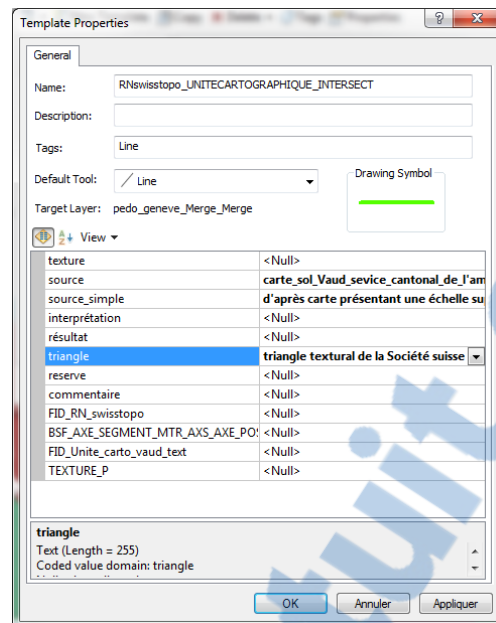 Template Properties
General
Name: RNswisstopo_UNITECARTOGRAPHIQUE_INTERSECT
Description:
Tags: Line
Default Tool: Line
Drawing Symbol
Target Layer: pedo_geneve_Merge_Merge
View
texture <Null>
source carte_sol_Vaud_sevice_cantonal_de_l'am
source_simple d'après carte présentant une échelle su
interprétation <Null>
résultat <Null>
triangle triangle textural de la Société suisse
reserve <Null>
commentaire <Null>
FID_RN_swisstopo <Null>
BSF_AXE_SEGMENT_MTR_AXS_AXE_POS <Null>
FID_Unite_carto_vaud_text <Null>
TEXTURE_P <Null>
triangle
Text (Length = 255)
Coded value domain: triangle
OK Annuler Appliquer